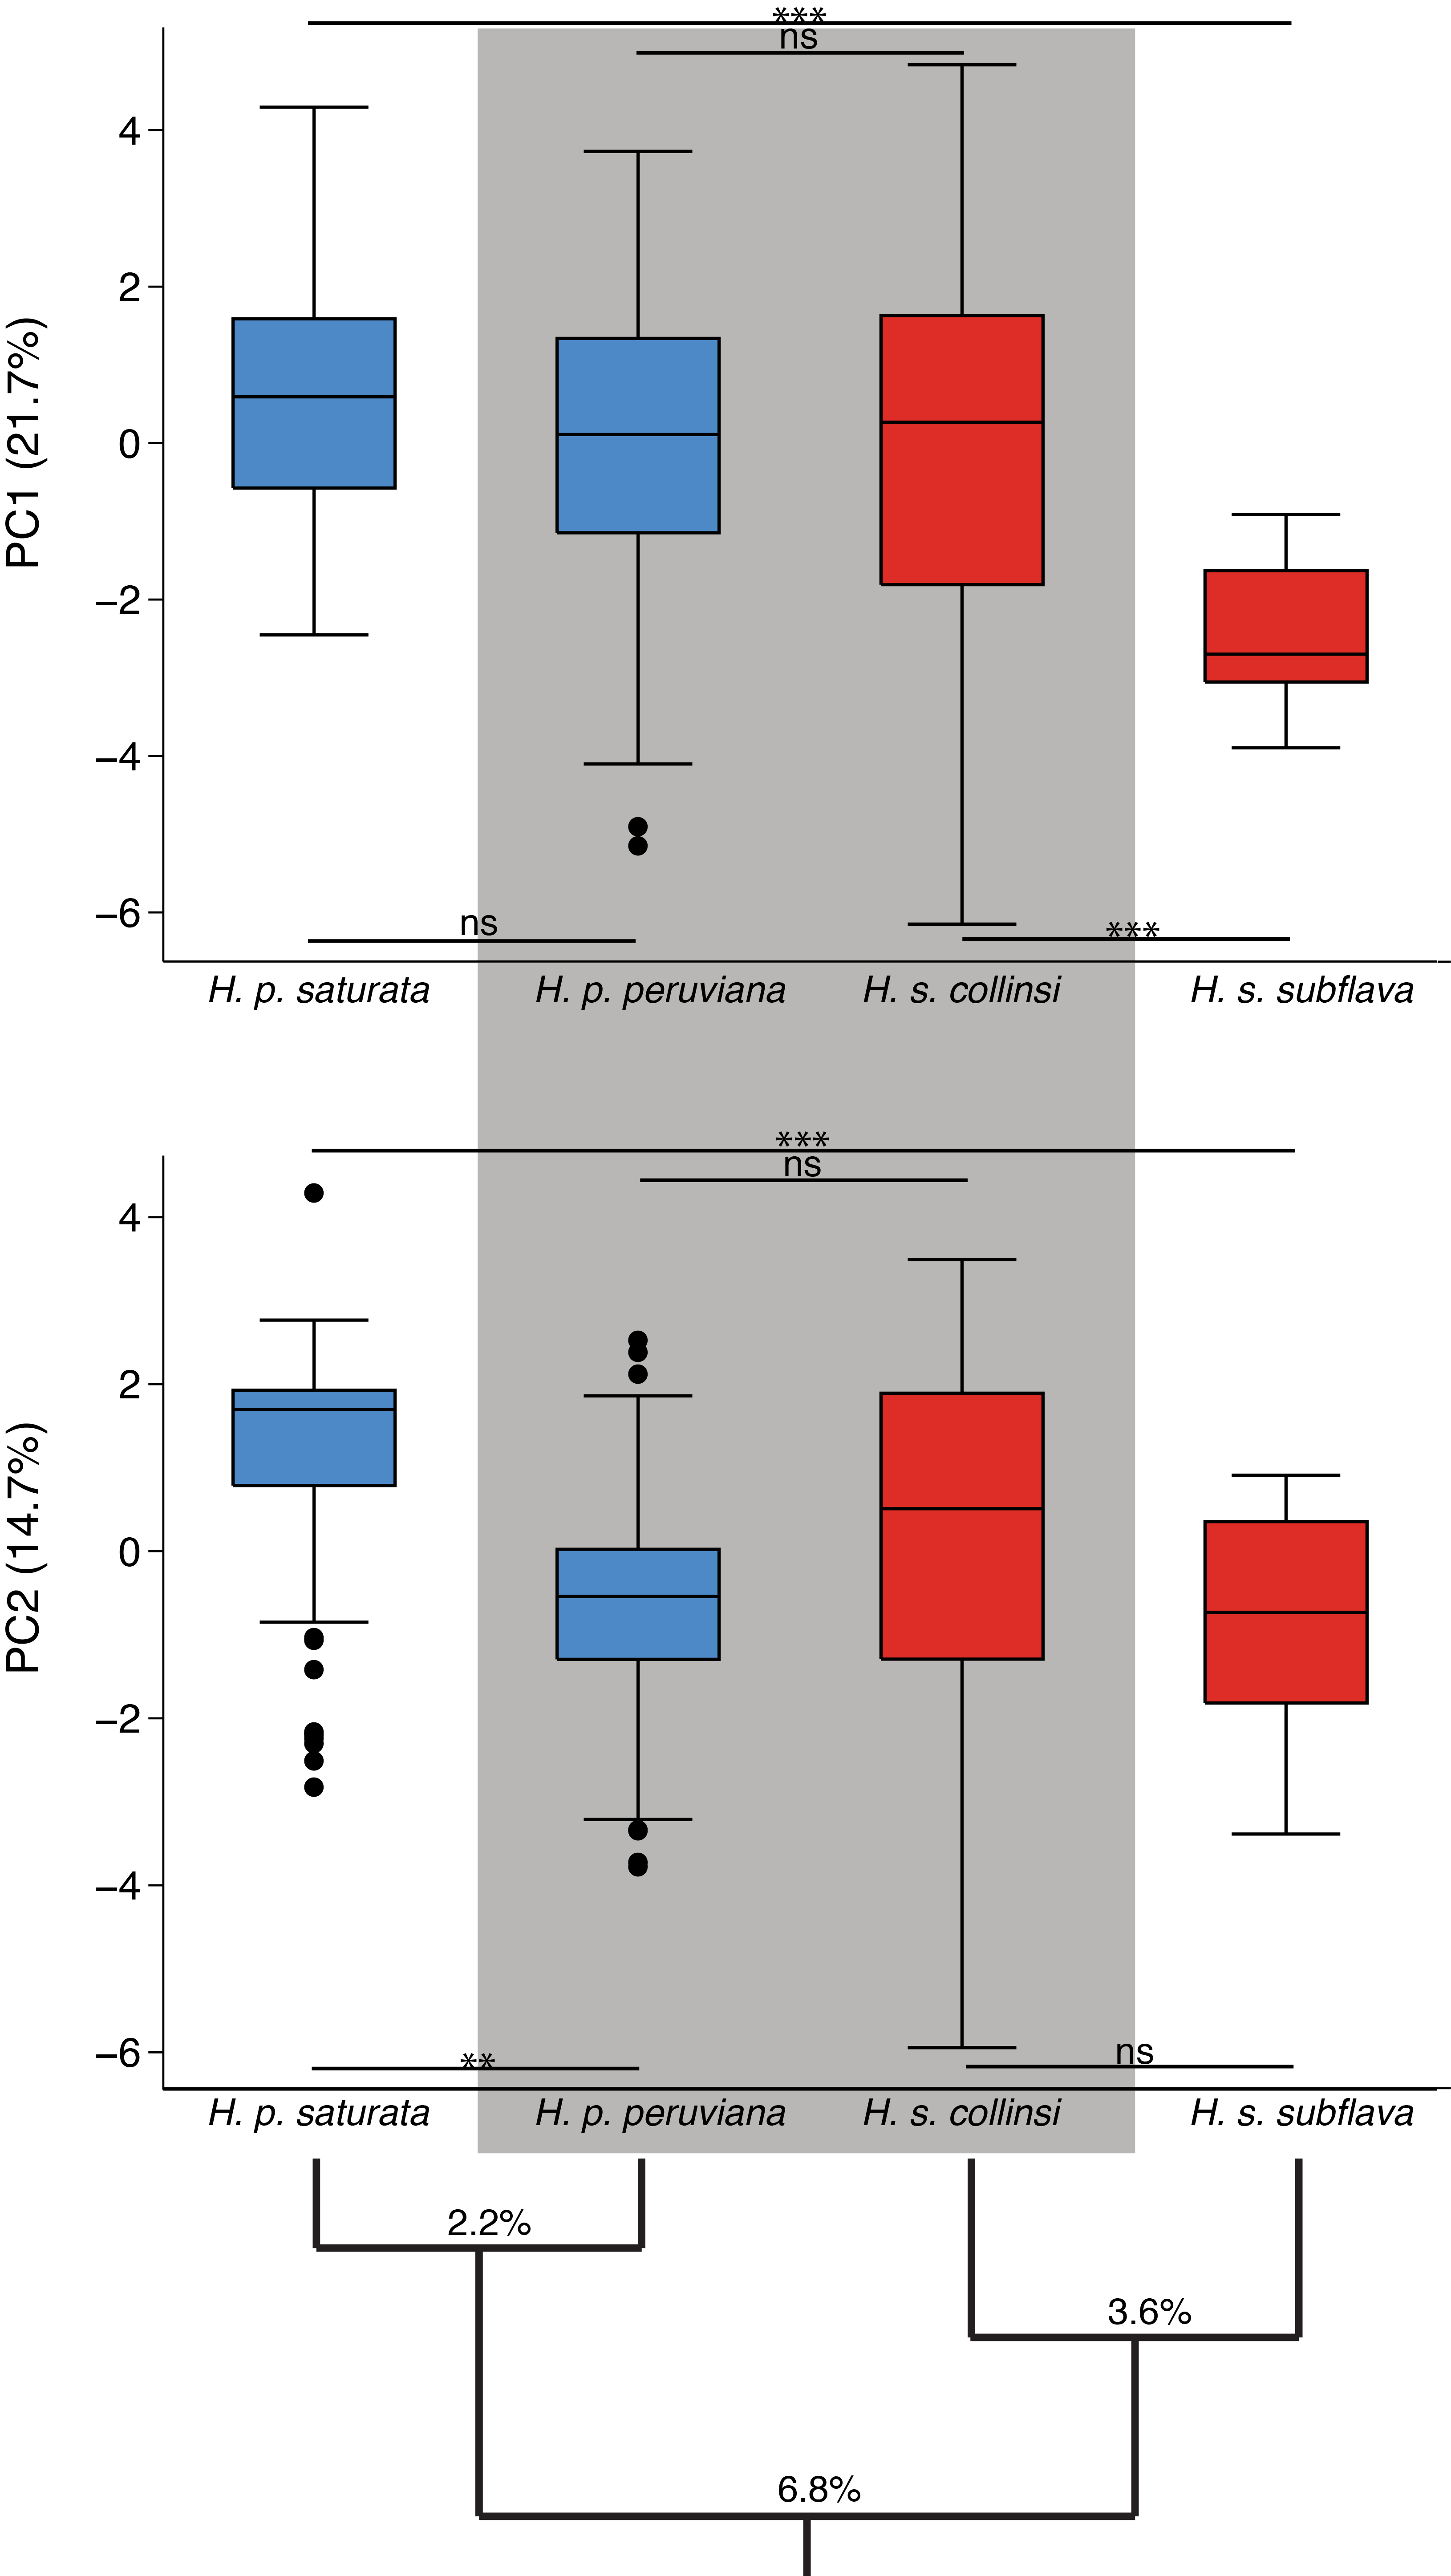 ***
ns
4
2
0
−2
−4
−6
PC1 (21.7%)
ns
***
H. p. saturata
H. p. peruviana
H. s. collinsi
H. s. subflava
***
ns
4
2
0
−2
−4
−6
PC2 (14.7%)
**
ns
H. p. saturata
H. p. peruviana
H. s. collinsi
H. s. subflava
2.2%
3.6%
6.8%